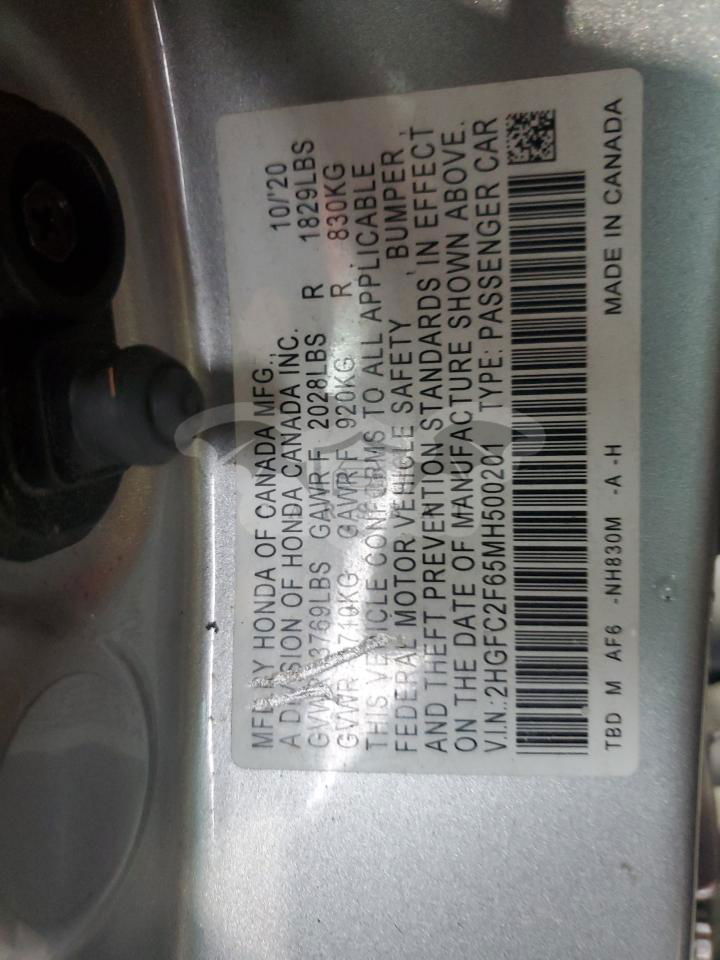 MFD BY HONDA OF CANADA MFG., 10/'20
A DIVISION OF HONDA CANADA INC.
GVWR 3769LBS GAWR F 2028LBS R 1829LBS
GVWR 1710KG GAWR F 920KG R 830KG
THIS VEHICLE CONFORMS TO ALL APPLICABLE
FEDERAL MOTOR VEHICLE SAFETY, BUMPER,
AND THEFT PREVENTION STANDARDS IN EFFECT
ON THE DATE OF MANUFACTURE SHOWN ABOVE.
V.I.N.:2HGFC2F65MH500201 TYPE: PASSENGER CAR
TBD M AF6 -NH830M -A -H MADE IN CANADA